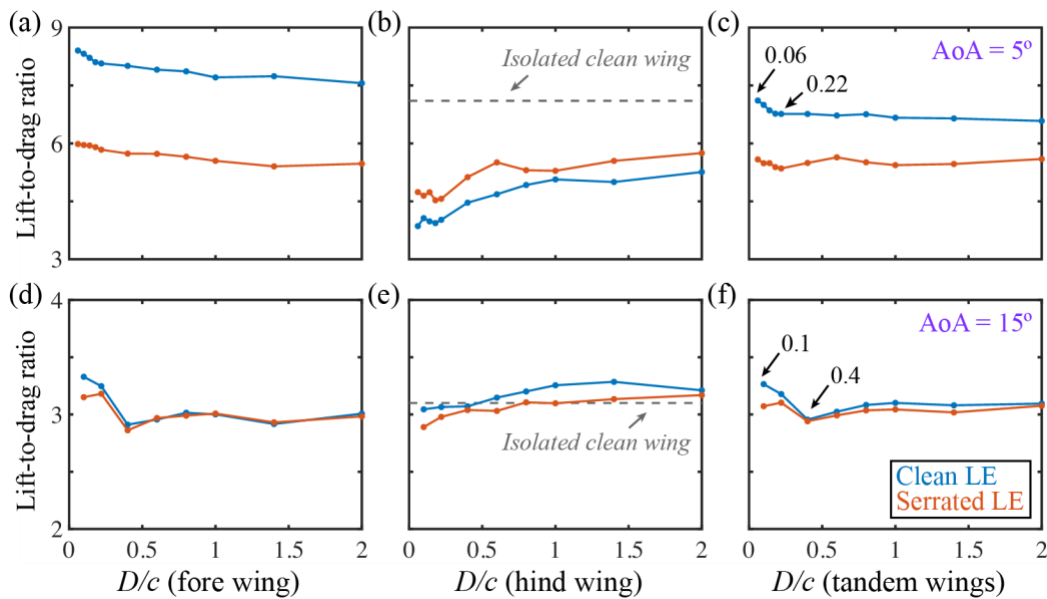 (a)
(b)
(c)
9
6
3
Lift-to-drag ratio
Isolated clean wing
AoA = 5º
0.06
0.22
(d)
(e)
(f)
4
3
2
Lift-to-drag ratio
Isolated clean wing
AoA = 15º
0.1
0.4
Clean LE
Serrated LE
0 0.5 1 1.5 2
0 0.5 1 1.5 2
0 0.5 1 1.5 2
D/c (fore wing)
D/c (hind wing)
D/c (tandem wings)